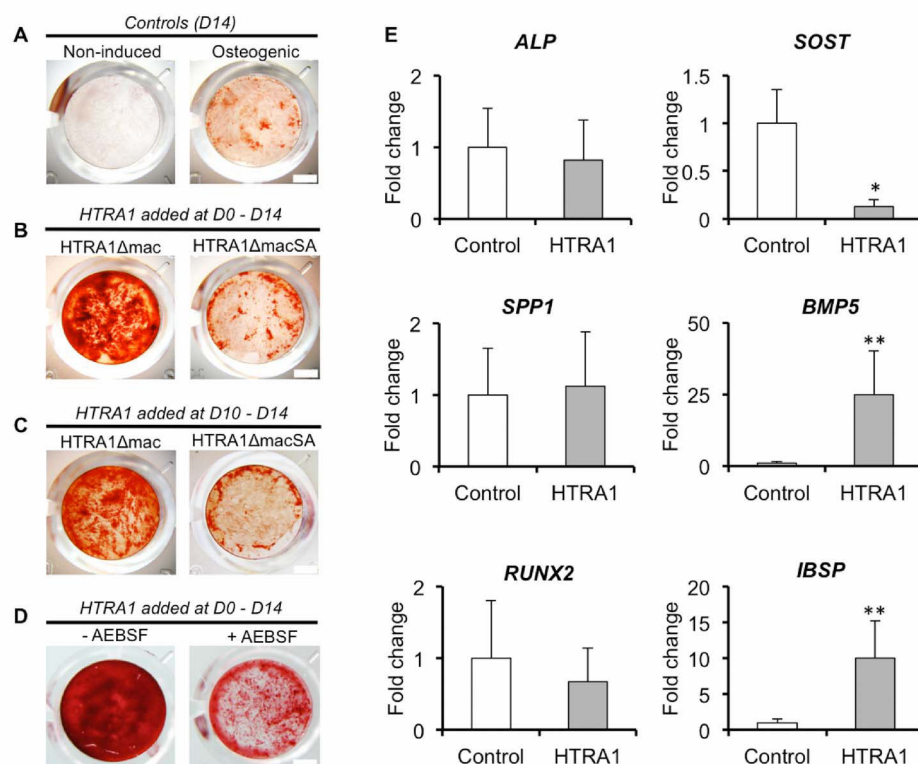 A
Controls (D14)
Non-induced Osteogenic
B
HTRA1 added at D0 - D14
HTRA1Δmac HTRA1ΔmacSA
C
HTRA1 added at D10 - D14
HTRA1Δmac HTRA1ΔmacSA
D
HTRA1 added at D0 - D14
- AEBSF + AEBSF
E
ALP
Fold change
2
1
0
Control HTRA1
SOST
Fold change
1.5
1
0.5
0
*
Control HTRA1
SPP1
Fold change
2
1
0
Control HTRA1
BMP5
Fold change
50
25
0
**
Control HTRA1
RUNX2
Fold change
2
1
0
Control HTRA1
IBSP
Fold change
20
15
10
5
0
**
Control HTRA1